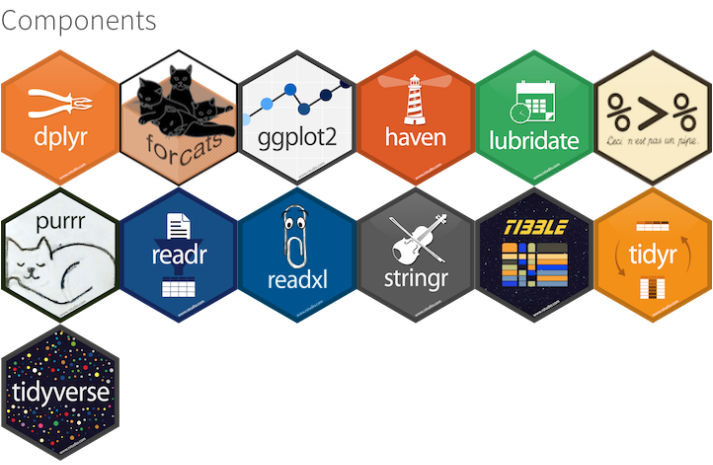 Components
dplyr
forcats
ggplot2
haven
lubridate
%>%
Ceci n'est pas un pipe.
purrr
readr
readxl
stringr
TIBBLE
tidyr
tidyverse